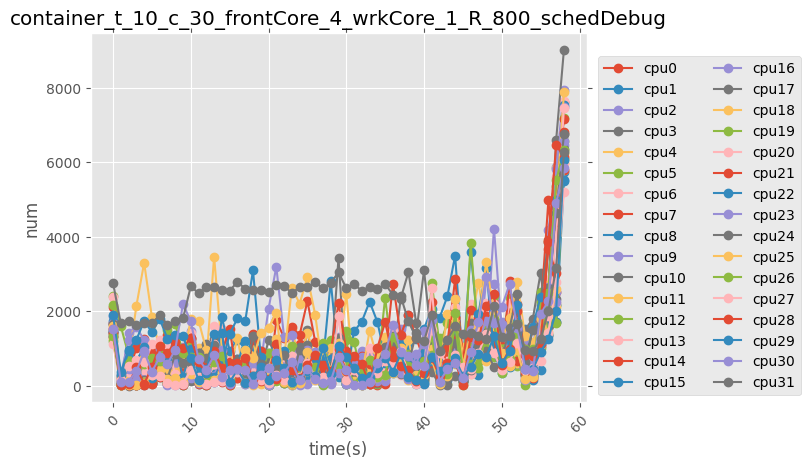 container_t_10_c_30_frontCore_4_wrkCore_1_R_800_schedDebug
num
8000
6000
4000
2000
0
0
10
20
30
40
50
60
time(s)
cpu0
cpu1
cpu2
cpu3
cpu4
cpu5
cpu6
cpu7
cpu8
cpu9
cpu10
cpu11
cpu12
cpu13
cpu14
cpu15
cpu16
cpu17
cpu18
cpu19
cpu20
cpu21
cpu22
cpu23
cpu24
cpu25
cpu26
cpu27
cpu28
cpu29
cpu30
cpu31